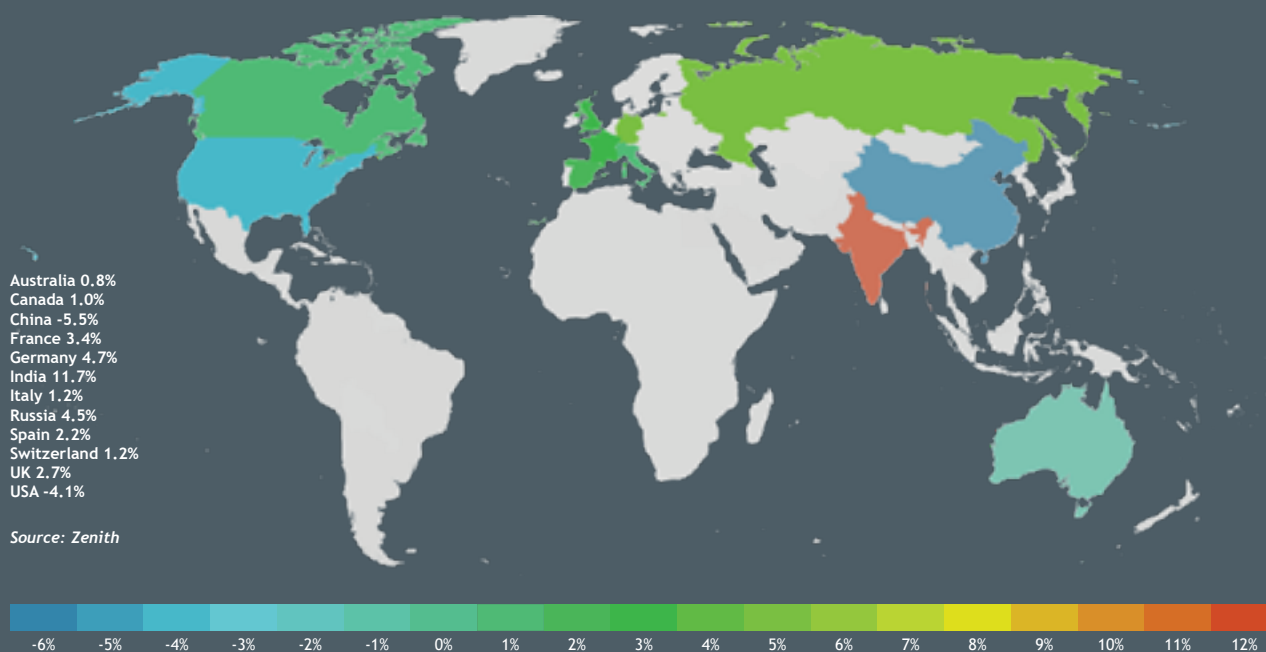 Australia 0.8%
Canada 1.0%
China -5.5%
France 3.4%
Germany 4.7%
India 11.7%
Italy 1.2%
Russia 4.5%
Spain 2.2%
Switzerland 1.2%
UK 2.7%
USA -4.1%
Source: Zenith
-6% -5% -4% -3% -2% -1% 0% 1% 2% 3% 4% 5% 6% 7% 8% 9% 10% 11% 12%